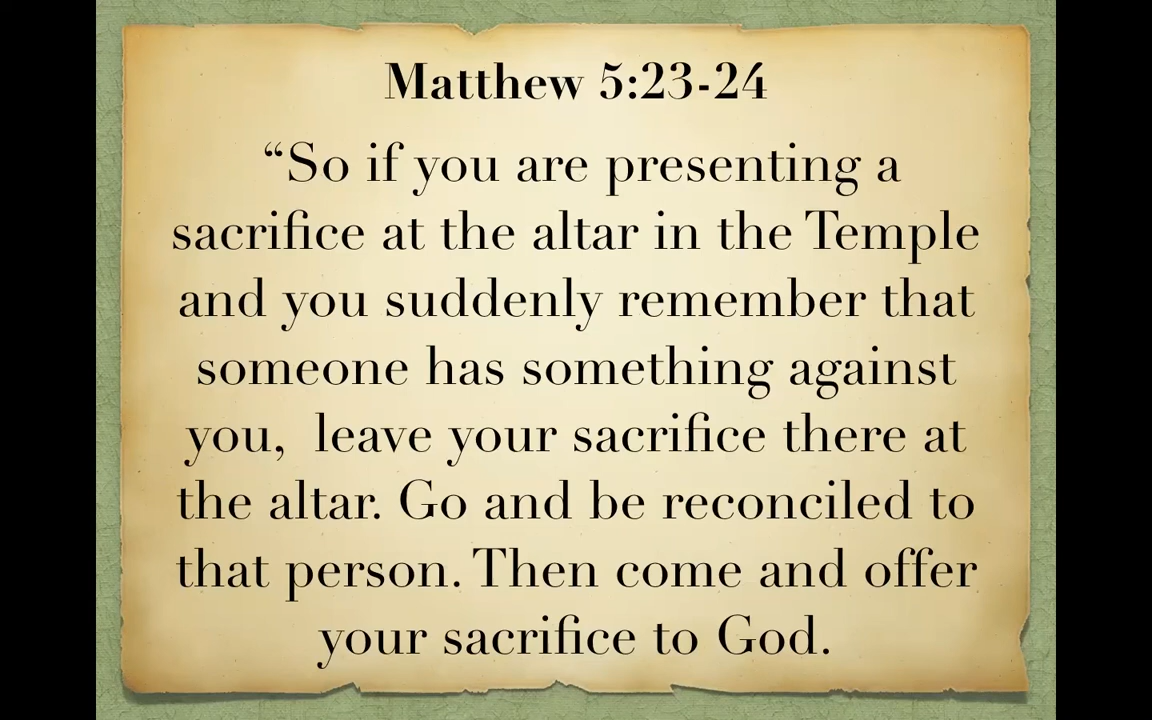 Matthew 5:23-24
“So if you are presenting a
sacrifice at the altar in the Temple
and you suddenly remember that
someone has something against
you,  leave your sacrifice there at
the altar. Go and be reconciled to
that person. Then come and offer
your sacrifice to God.